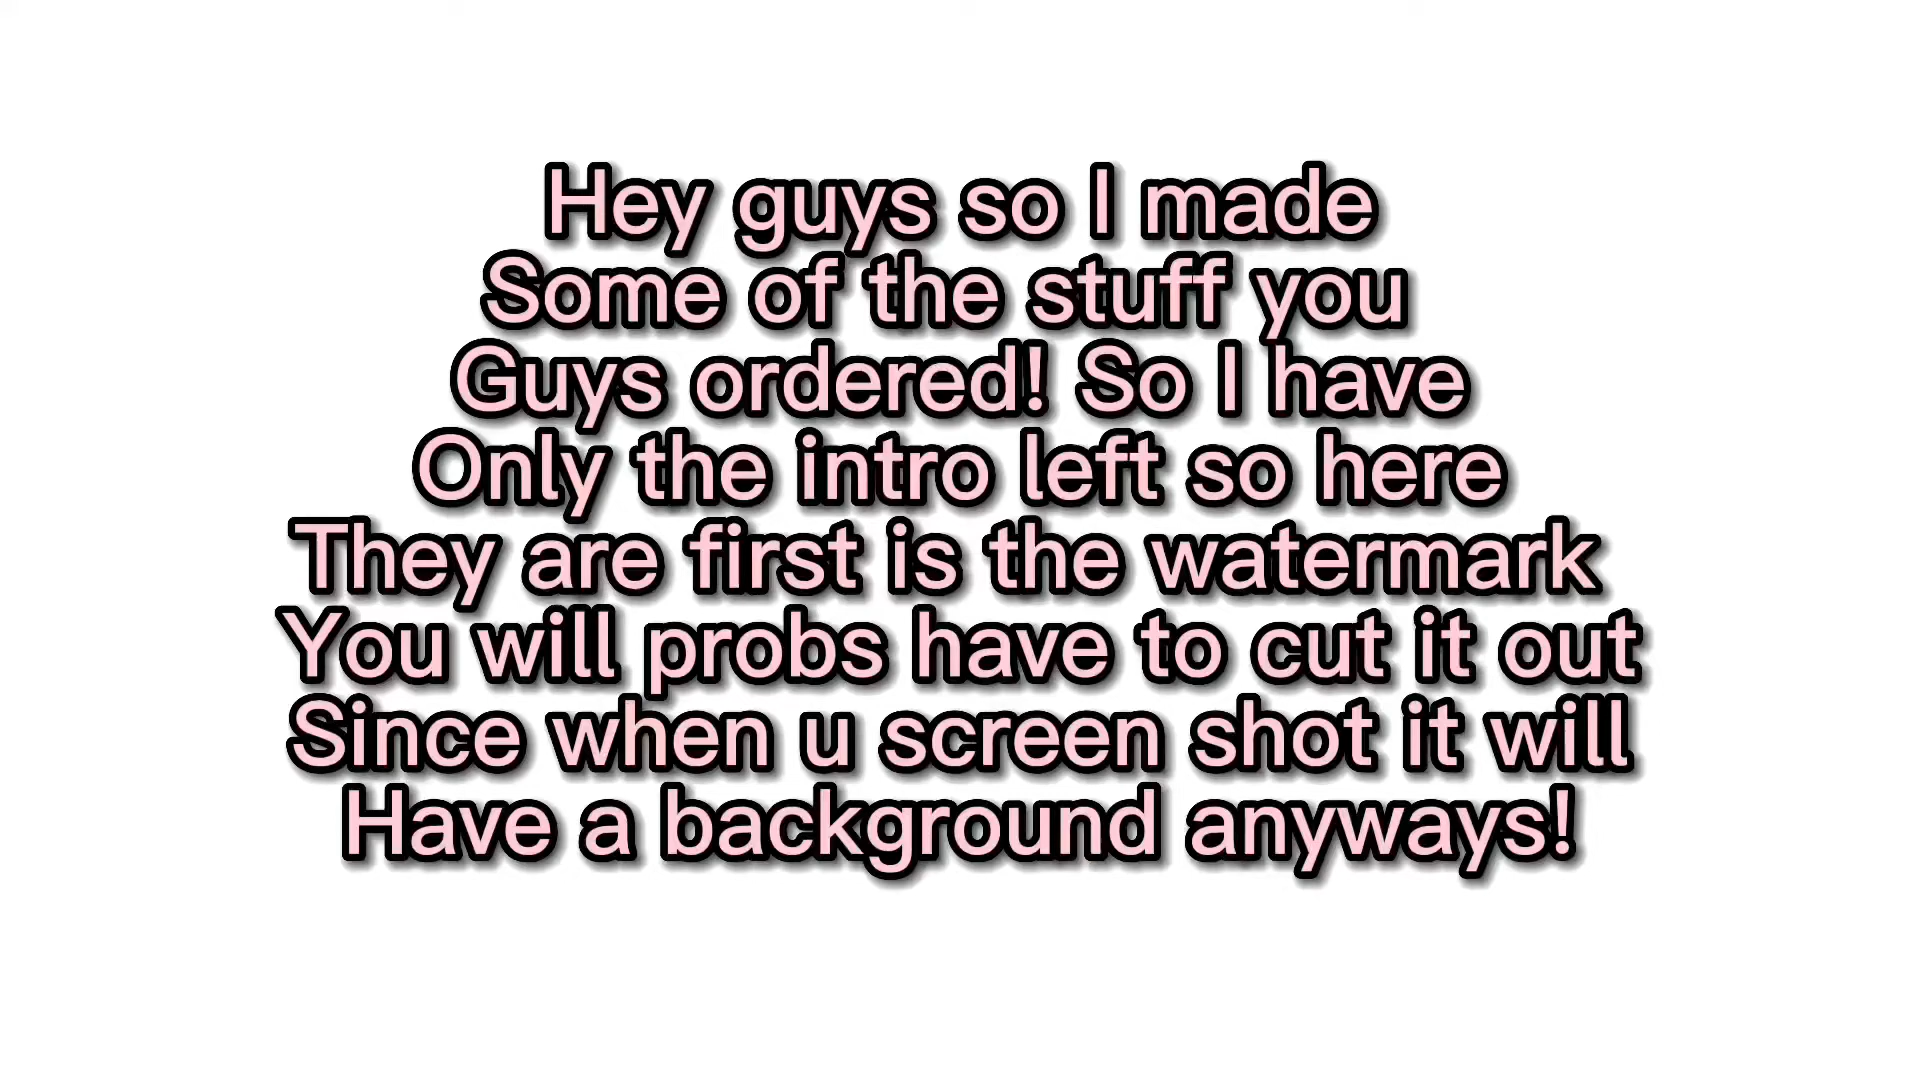 Hey guys so I made
Some of the stuff you
Guys ordered! So I have
Only the intro left so here
They are first is the watermark
You will probs have to cut it out
Since when u screen shot it will
Have a background anyways!